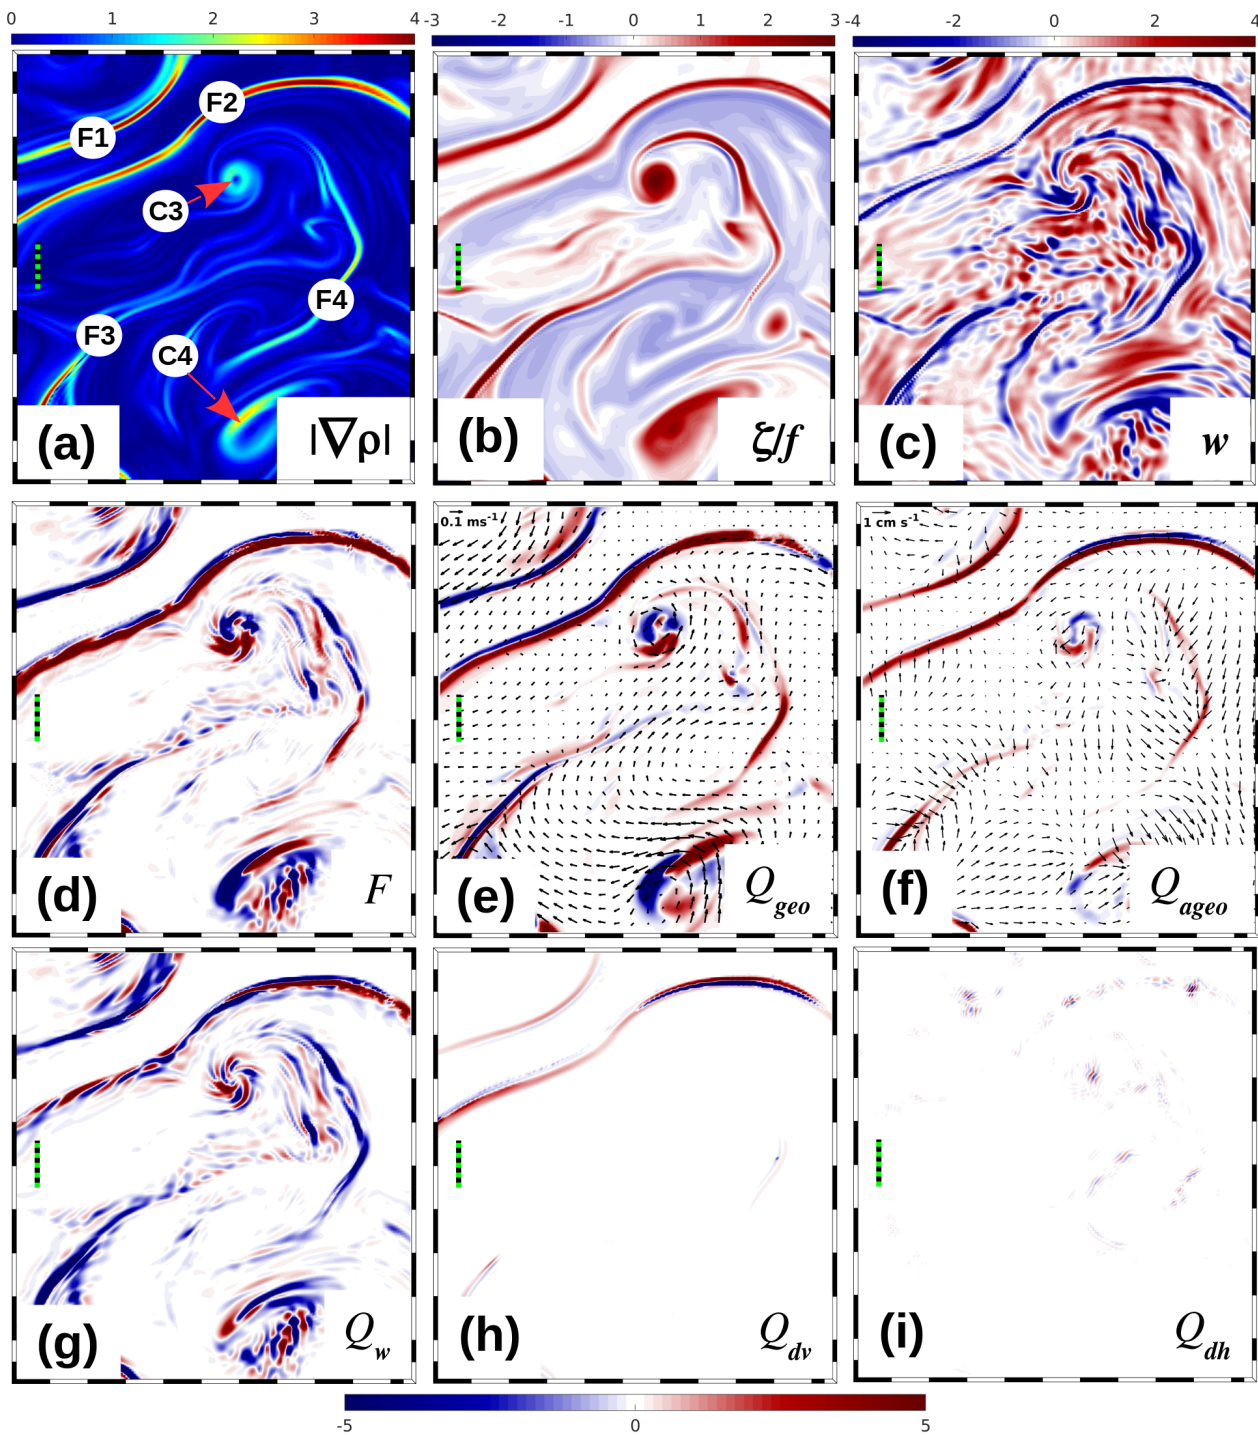 0 1 2 3 4
-3 -2 -1 0 1 2 3
-4 -2 0 2 4
F1
F2
C3
F4
F3
C4
(a) |∇ρ|
(b) ζ/f
(c) w
(d) F
0.1 ms⁻¹
(e) Q_geo
1 cm s⁻¹
(f) Q_ageo
(g) Q_w
(h) Q_dv
(i) Q_dh
-5 0 5